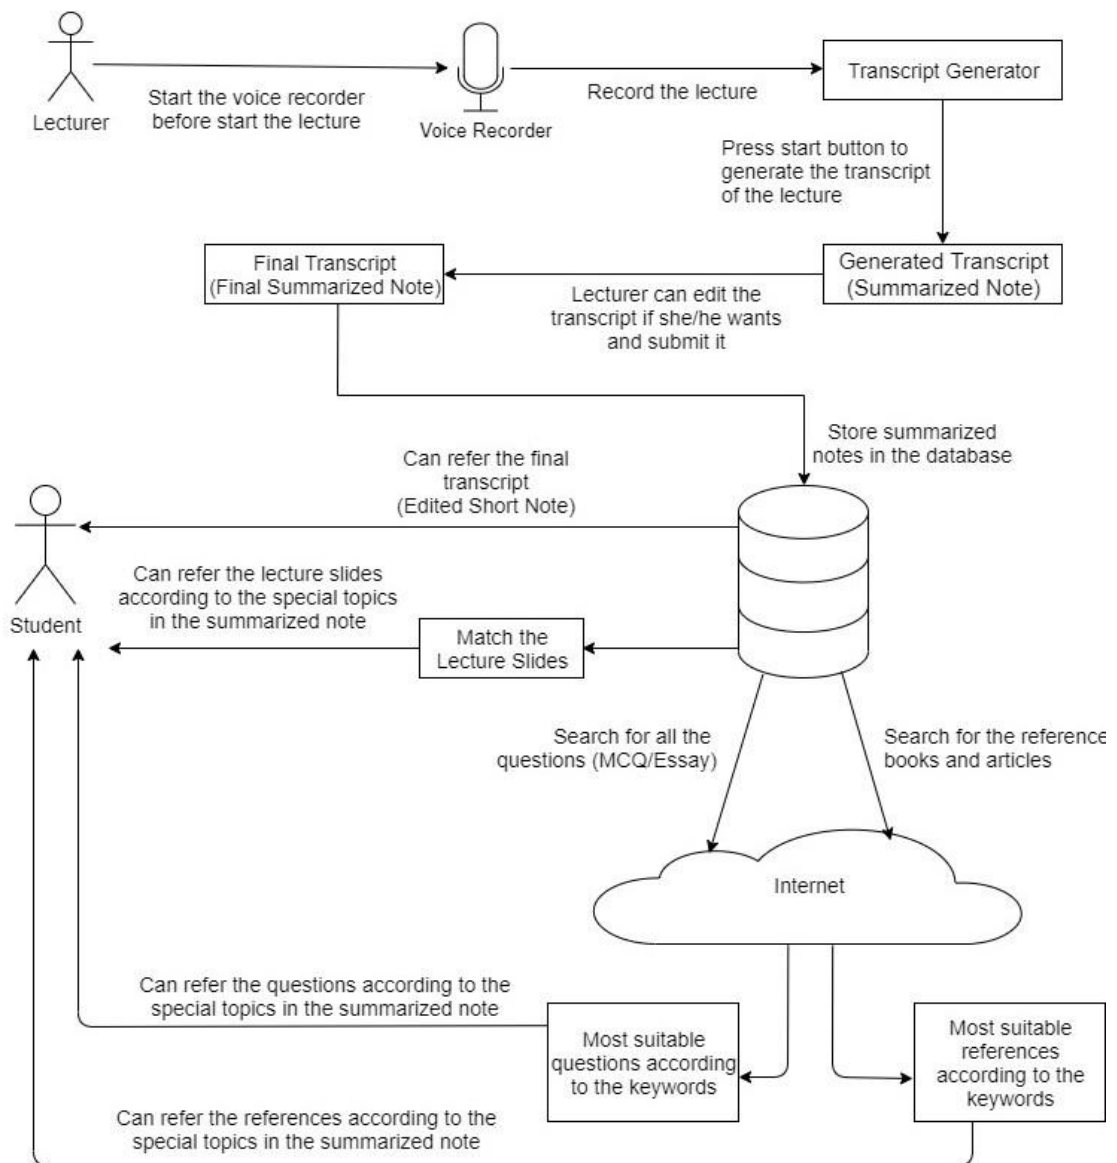 Lecturer
Start the voice recorder
before start the lecture
Voice Recorder
Record the lecture
Transcript Generator
Press start button to
generate the transcript
of the lecture
Generated Transcript
(Summarized Note)
Lecturer can edit the
transcript if she/he wants
and submit it
Final Transcript
(Final Summarized Note)
Store summarized
notes in the database
Can refer the final
transcript
(Edited Short Note)
Student
Can refer the lecture slides
according to the special topics
in the summarized note
Match the
Lecture Slides
Search for all the
questions (MCQ/Essay)
Search for the reference
books and articles
Internet
Can refer the questions according to the
special topics in the summarized note
Most suitable
questions according
to the keywords
Most suitable
references
according to the
keywords
Can refer the references according to the
special topics in the summarized note